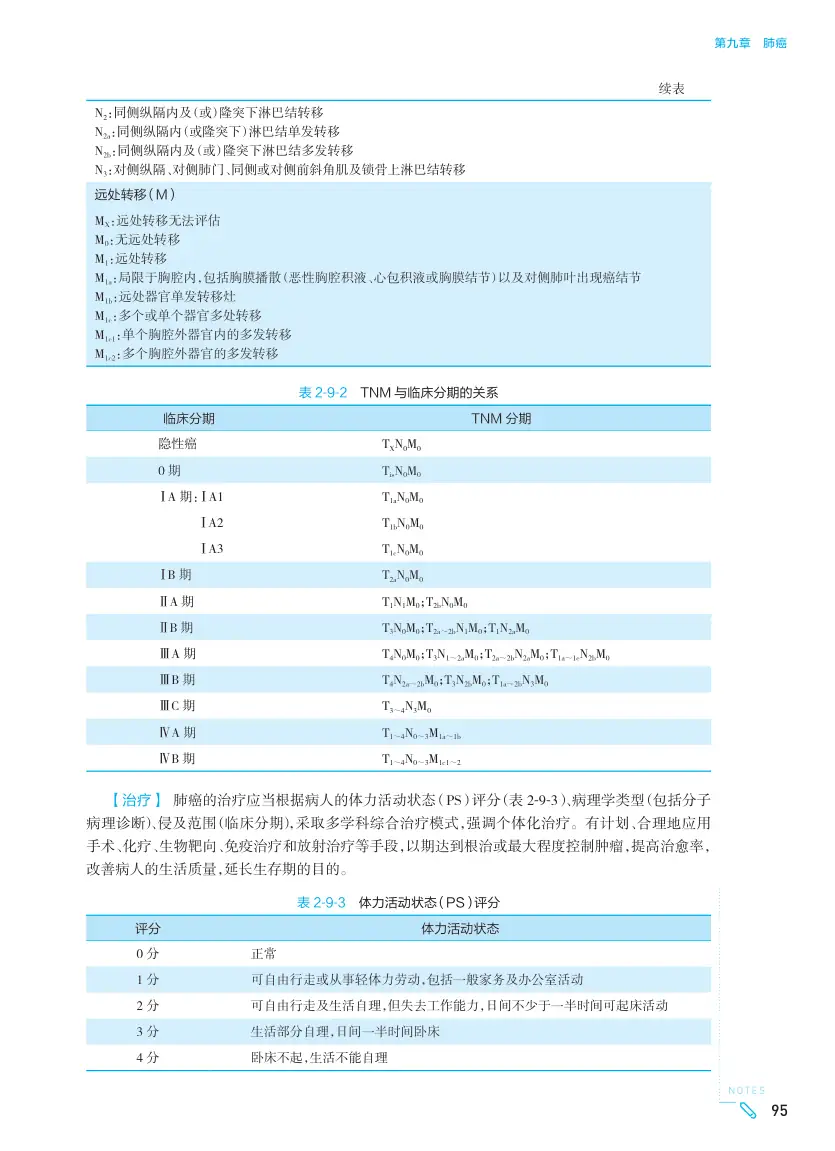 第九章 肺癌
续表
N₂:同侧纵隔内及(或)隆突下淋巴结转移
N₂ₐ:同侧纵隔内(或隆突下)淋巴结单发转移
N2b:同侧纵隔内及(或)隆突下淋巴结多发转移
N₃:对侧纵隔、对侧肺门、同侧或对侧前斜角肌及锁骨上淋巴结转移
远处转移(M)
MX:远处转移无法评估
M₀:无远处转移
M₁:远处转移
M₁ₐ:局限于胸腔内,包括胸膜播散(恶性胸腔积液、心包积液或胸膜结节)以及对侧肺叶出现癌结节
M1b:远处器官单发转移灶
M1c:多个或单个器官多处转移
M1c1:单个胸腔外器官内的多发转移
M1c2:多个胸腔外器官的多发转移
表 2-9-2 TNM 与临床分期的关系
临床分期 TNM 分期
隐性癌 TXN0M0
0 期 TisN0M0
ⅠA 期:ⅠA1 T1aN0M0
ⅠA2 T1bN0M0
ⅠA3 T1cN0M0
ⅠB 期 T2aN0M0
ⅡA 期 T1N1M0;T2bN0M0
ⅡB 期 T3N0M0;T2a~2bN1M0;T1N2aM0
ⅢA 期 T4N0M0;T3N1~2aM0;T2a~2bN2aM0;T1a~1cN2bM0
ⅢB 期 T4N2a~2bM0;T3N2bM0;T1a~2bN3M0
ⅢC 期 T3~4N3M0
ⅣA 期 T1~4N0~3M1a~1b
ⅣB 期 T1~4N0~3M1c1~2
【治疗】 肺癌的治疗应当根据病人的体力活动状态(PS)评分(表 2-9-3)、病理学类型(包括分子
病理诊断)、侵及范围(临床分期),采取多学科综合治疗模式,强调个体化治疗。有计划、合理地应用
手术、化疗、生物靶向、免疫治疗和放射治疗等手段,以期达到根治或最大程度控制肿瘤,提高治愈率,
改善病人的生活质量,延长生存期的目的。
表 2-9-3 体力活动状态(PS)评分
评分 体力活动状态
0 分 正常
1 分 可自由行走或从事轻体力劳动,包括一般家务及办公室活动
2 分 可自由行走及生活自理,但失去工作能力,日间不少于一半时间可起床活动
3 分 生活部分自理,日间一半时间卧床
4 分 卧床不起,生活不能自理
NOTES
95